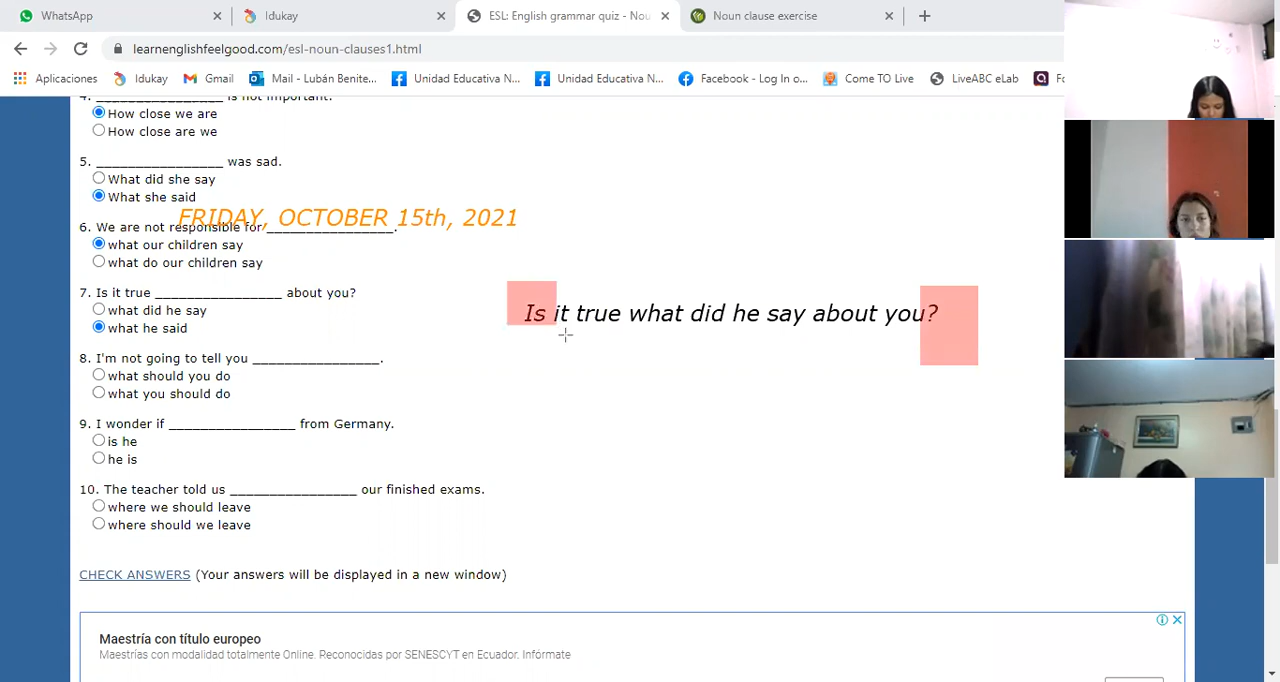 WhatsApp
Idukay
ESL: English grammar quiz - Nou
Noun clause exercise
learnenglishfeelgood.com/esl-noun-clauses1.html
Aplicaciones
Idukay
Gmail
Mail - Lubán Benite...
Unidad Educativa N...
Unidad Educativa N...
Facebook - Log In o...
Come TO Live
LiveABC eLab
Fo
4. ________________ is not important.
How close we are
How close are we
5. ________________ was sad.
What did she say
What she said
FRIDAY, OCTOBER 15th, 2021
6. We are not responsible for ________________.
what our children say
what do our children say
7. Is it true ________________ about you?
what did he say
what he said
Is it true what did he say about you?
8. I'm not going to tell you ________________.
what should you do
what you should do
9. I wonder if ________________ from Germany.
is he
he is
10. The teacher told us ________________ our finished exams.
where we should leave
where should we leave
CHECK ANSWERS (Your answers will be displayed in a new window)
Maestría con título europeo
Maestrías con modalidad totalmente Online. Reconocidas por SENESCYT en Ecuador. Infórmate